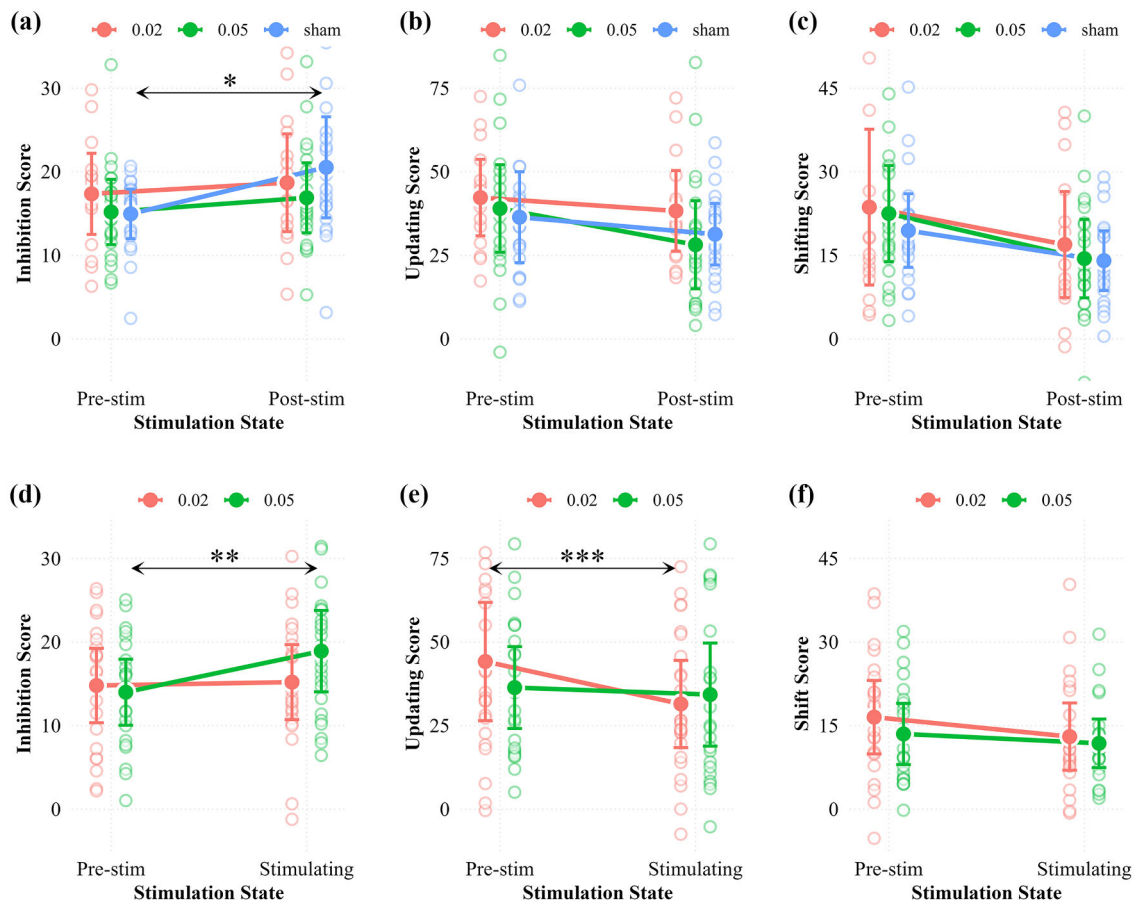 (a) 0.02 0.05 sham
Inhibition Score
30
20
10
0
*
Pre-stim Post-stim
Stimulation State
(b) 0.02 0.05 sham
Updating Score
75
50
25
0
Pre-stim Post-stim
Stimulation State
(c) 0.02 0.05 sham
Shifting Score
45
30
15
0
Pre-stim Post-stim
Stimulation State
(d) 0.02 0.05
Inhibition Score
30
20
10
0
**
Pre-stim Stimulating
Stimulation State
(e) 0.02 0.05
Updating Score
75
50
25
0
***
Pre-stim Stimulating
Stimulation State
(f) 0.02 0.05
Shift Score
45
30
15
0
Pre-stim Stimulating
Stimulation State